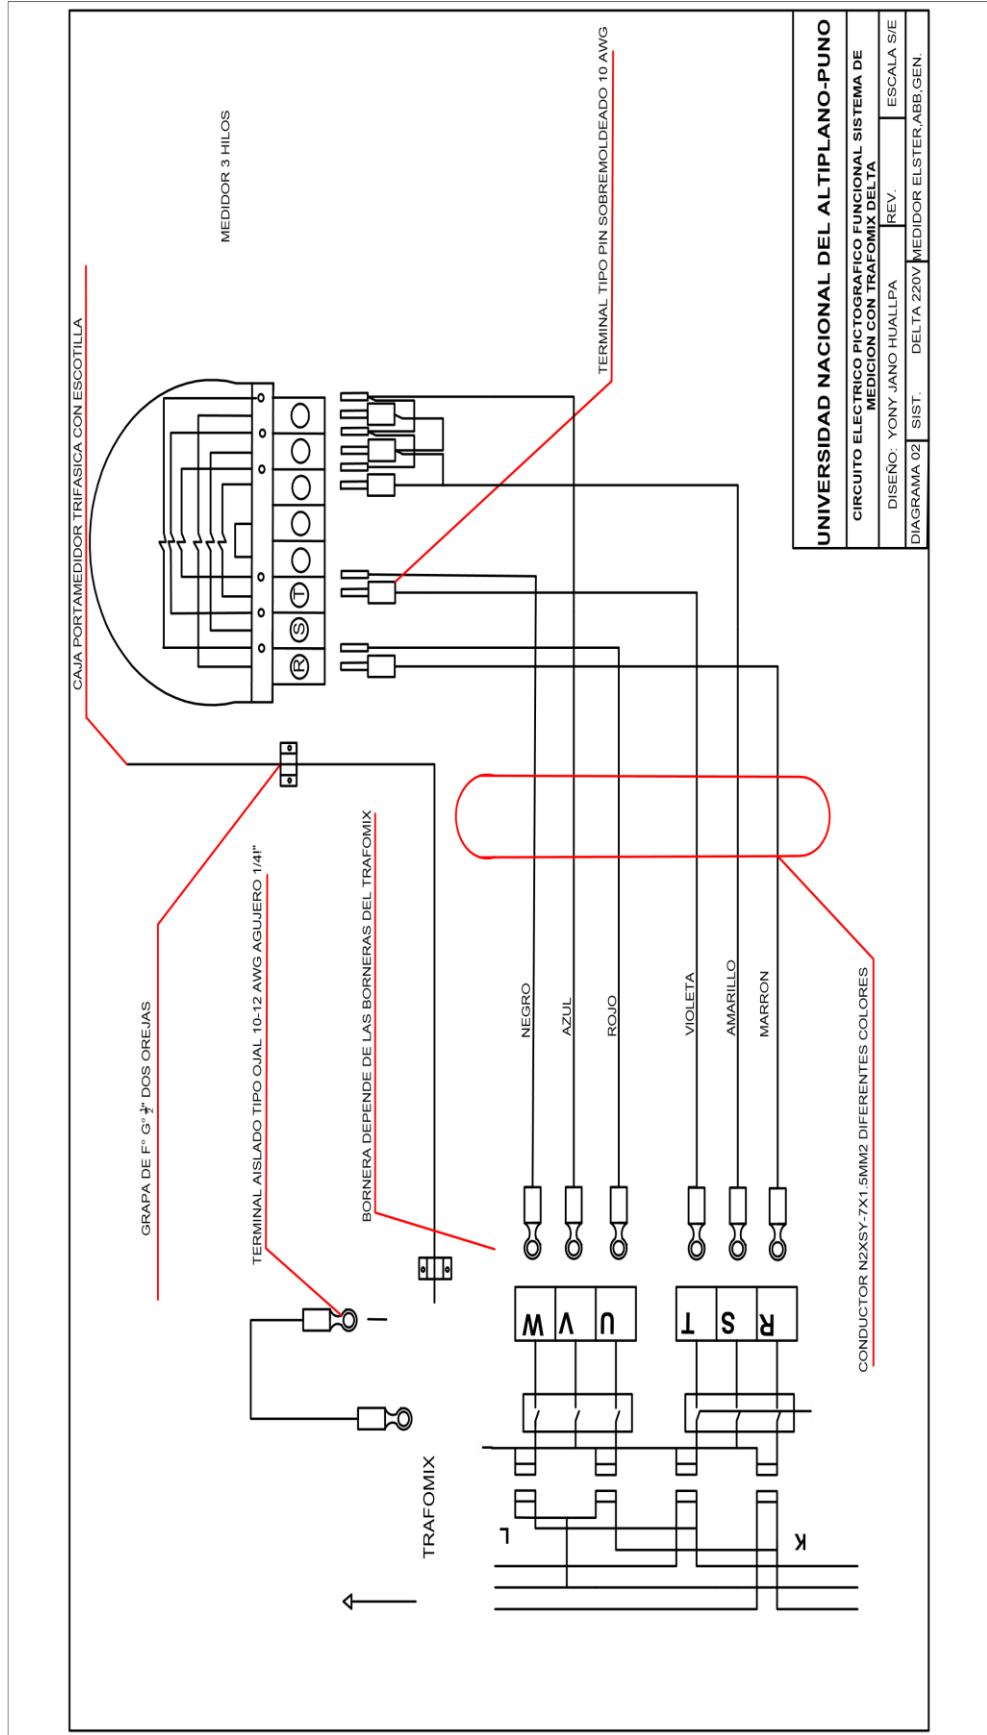 CAJA PORTAMEDIDOR TRIFASICA CON ESCOTILLA
MEDIDOR 3 HILOS
TERMINAL TIPO PIN SOBREMOLDEADO 10 AWG
R
S
T
GRAPA DE F° G° ½" DOS OREJAS
TERMINAL AISLADO TIPO OJAL 10-12 AWG AGUJERO 1/4!"
BORNERA DEPENDE DE LAS BORNERAS DEL TRAFOMIX
NEGRO
AZUL
ROJO
VIOLETA
AMARILLO
MARRON
CONDUCTOR N2XSY-7X1.5MM2 DIFERENTES COLORES
W
V
U
T
S
R
TRAFOMIX
L
K
UNIVERSIDAD NACIONAL DEL ALTIPLANO-PUNO
CIRCUITO ELECTRICO PICTOGRAFICO FUNCIONAL SISTEMA DE
MEDICION CON TRAFOMIX DELTA
DISEÑO: YONY JANO HUALLPA
REV.
ESCALA S/E
DIAGRAMA 02
SIST. DELTA 220V
MEDIDOR ELSTER,ABB,GEN.